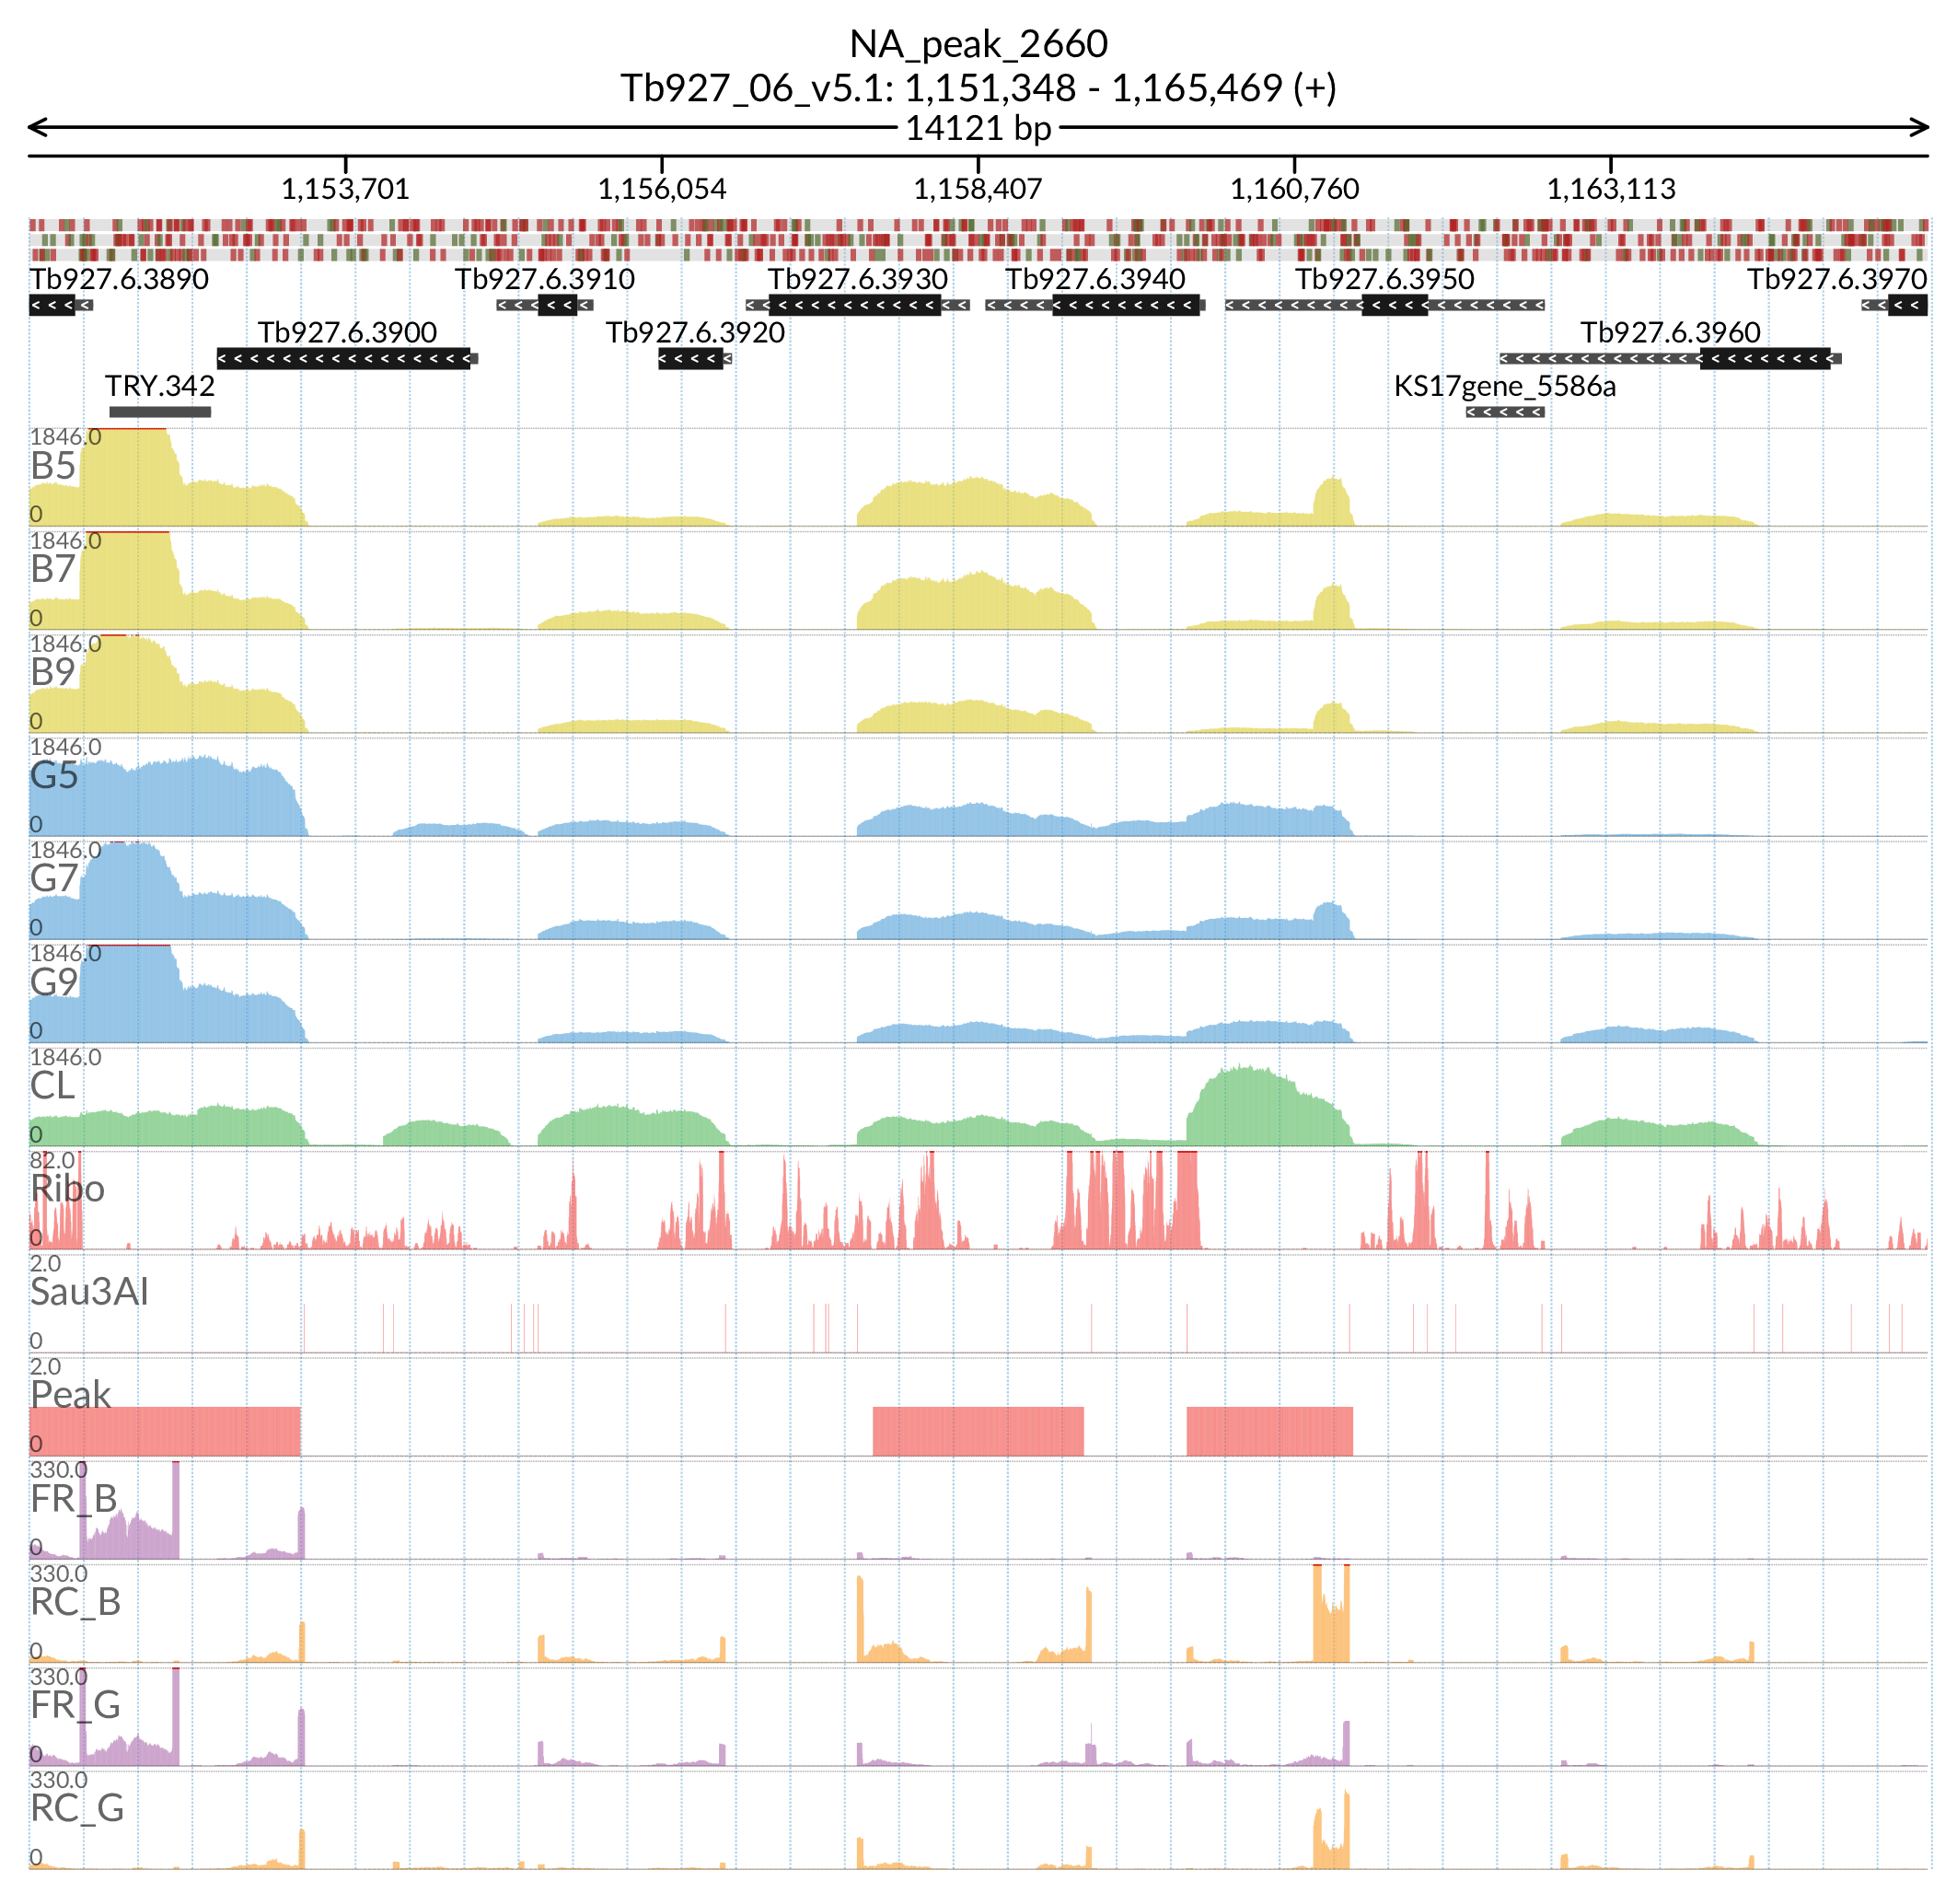 NA_peak_2660
Tb927_06_v5.1: 1,151,348 - 1,165,469 (+)
14121 bp
1,153,701 1,156,054 1,158,407 1,160,760 1,163,113
Tb927.6.3890 Tb927.6.3910 Tb927.6.3930 Tb927.6.3940 Tb927.6.3950 Tb927.6.3970
Tb927.6.3900 Tb927.6.3920 Tb927.6.3960
TRY.342 KS17gene_5586a
1846.0
B5
0
1846.0
B7
0
1846.0
B9
0
1846.0
G5
0
1846.0
G7
0
1846.0
G9
0
1846.0
CL
0
82.0
Ribo
0
2.0
Sau3AI
0
2.0
Peak
0
330.0
FR_B
0
330.0
RC_B
0
330.0
FR_G
0
330.0
RC_G
0